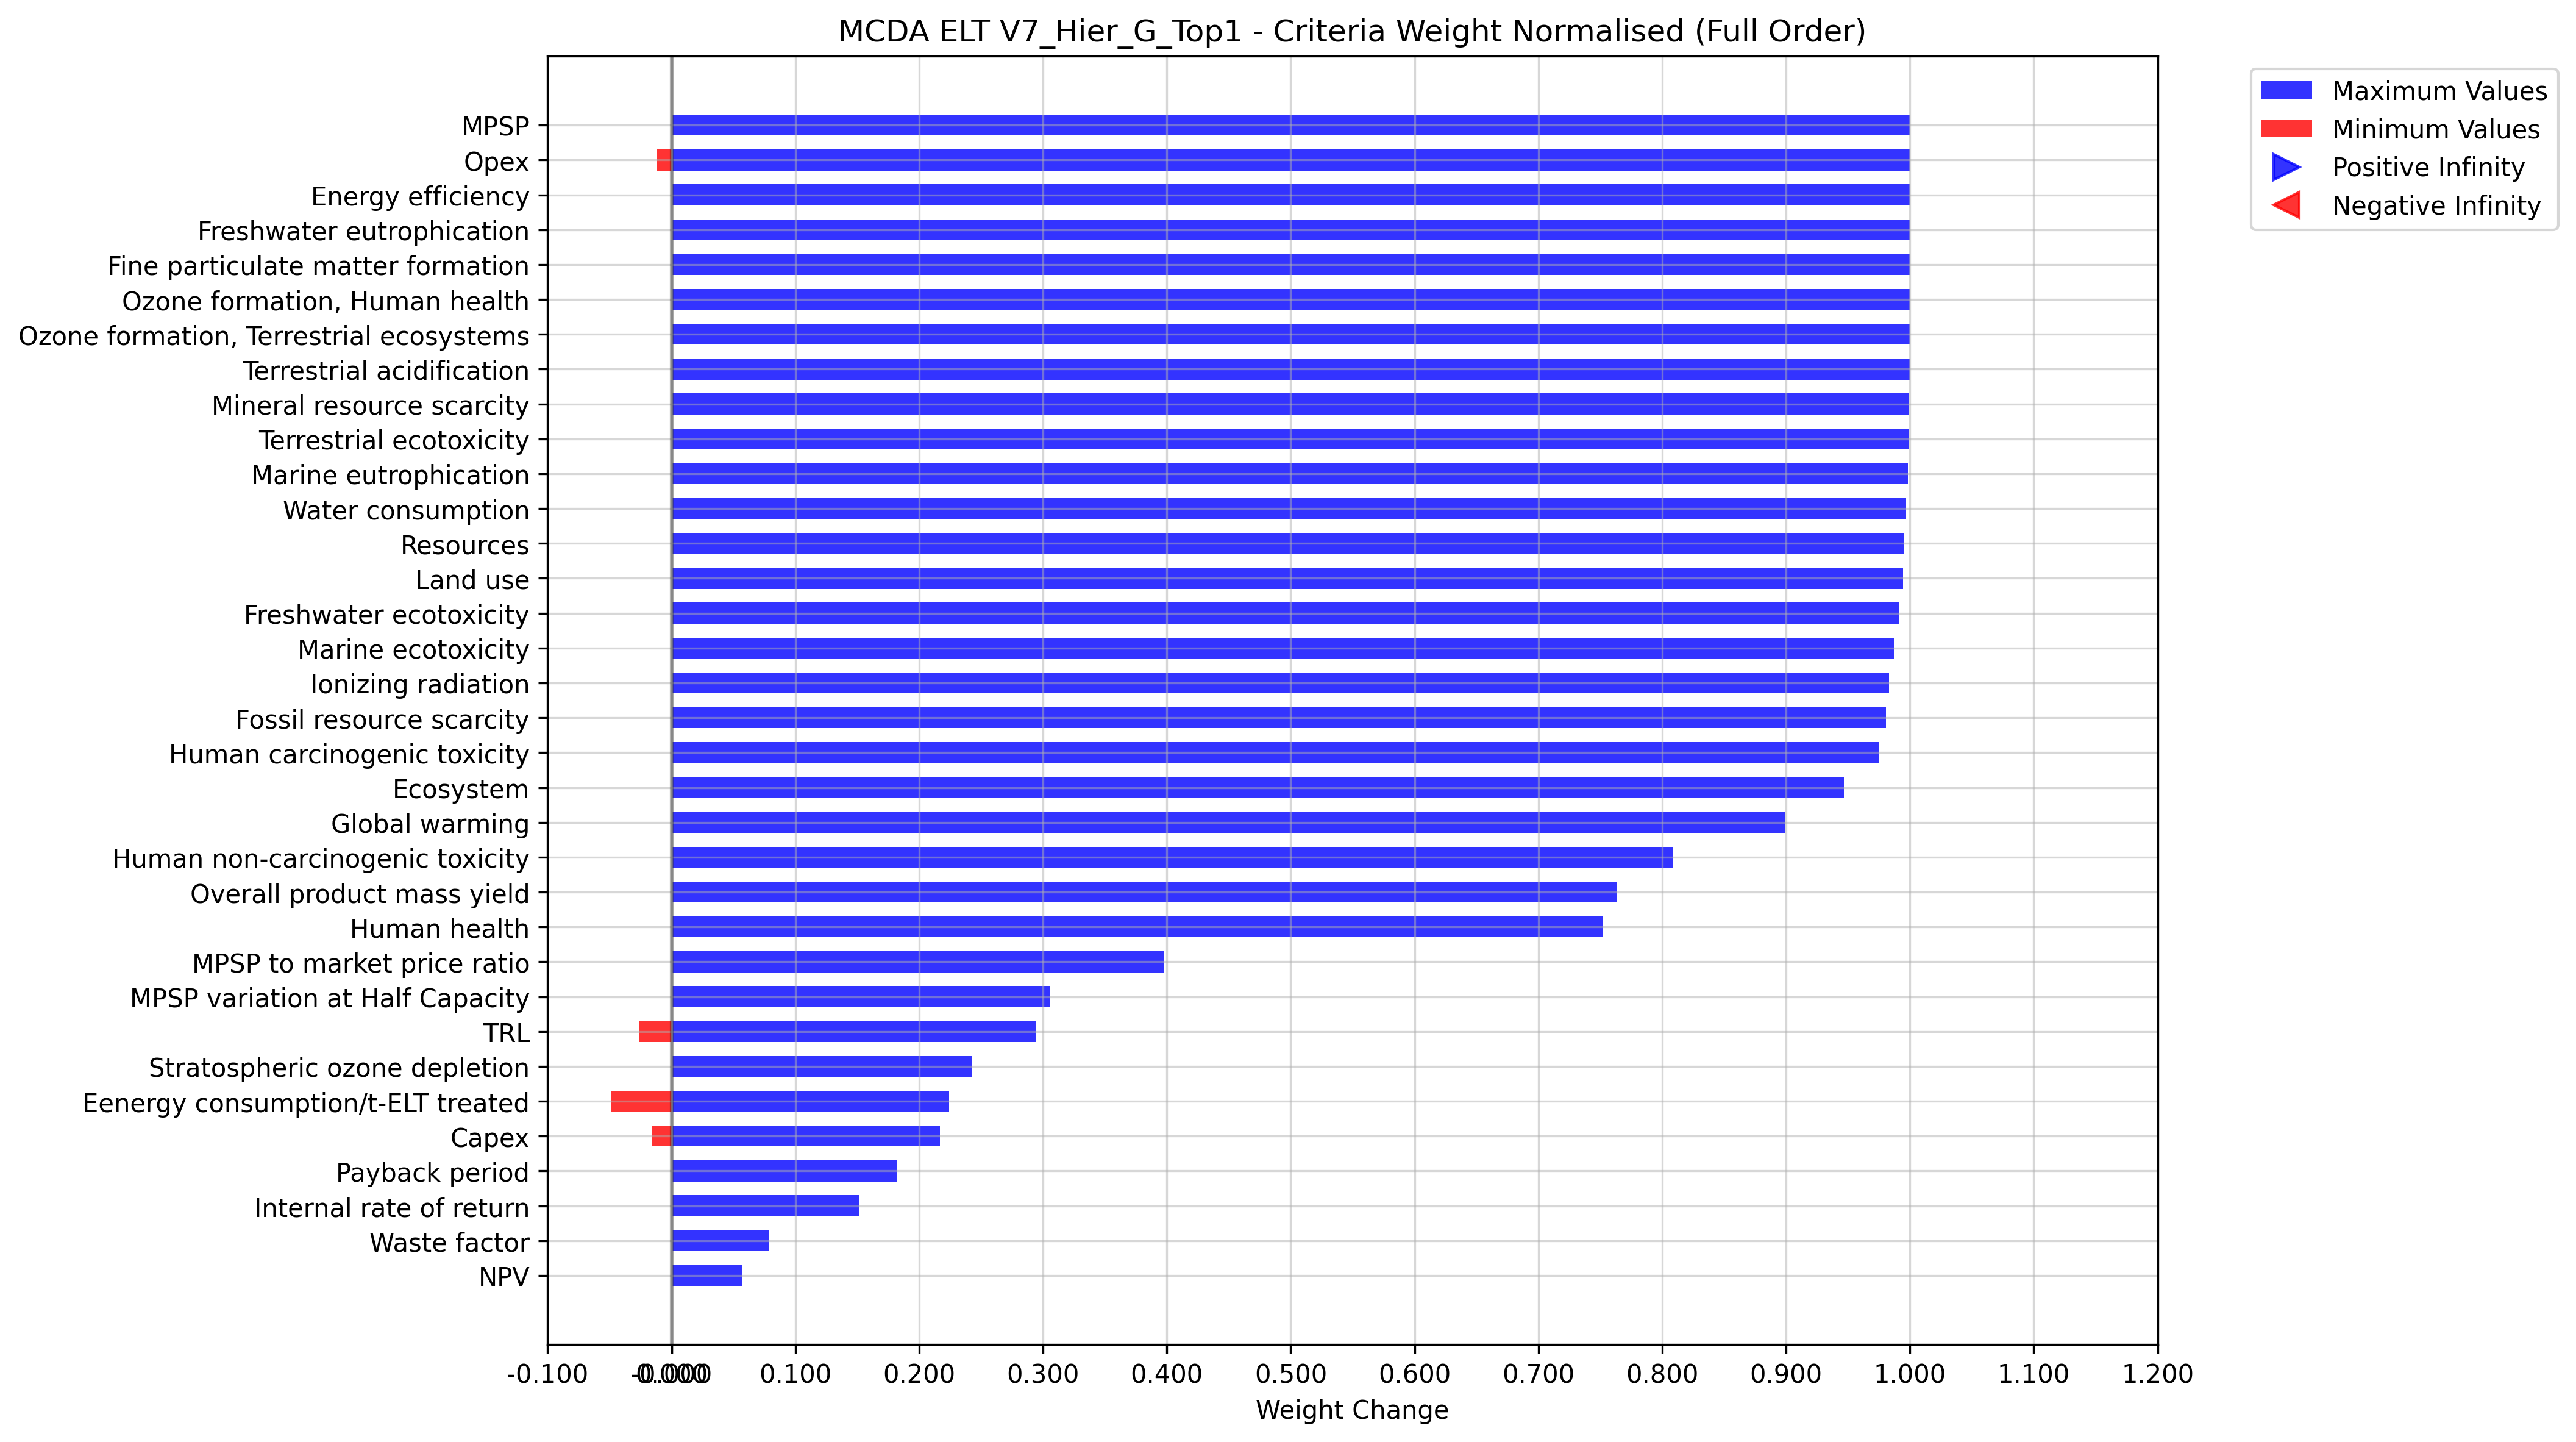 MCDA ELT V7_Hier_G_Top1 - Criteria Weight Normalised (Full Order)
Maximum Values
Minimum Values
Positive Infinity
Negative Infinity
MPSP
Opex
Energy efficiency
Freshwater eutrophication
Fine particulate matter formation
Ozone formation, Human health
Ozone formation, Terrestrial ecosystems
Terrestrial acidification
Mineral resource scarcity
Terrestrial ecotoxicity
Marine eutrophication
Water consumption
Resources
Land use
Freshwater ecotoxicity
Marine ecotoxicity
Ionizing radiation
Fossil resource scarcity
Human carcinogenic toxicity
Ecosystem
Global warming
Human non-carcinogenic toxicity
Overall product mass yield
Human health
MPSP to market price ratio
MPSP variation at Half Capacity
TRL
Stratospheric ozone depletion
Eenergy consumption/t-ELT treated
Capex
Payback period
Internal rate of return
Waste factor
NPV
-0.100 -0.000 0.000 0.100 0.200 0.300 0.400 0.500 0.600 0.700 0.800 0.900 1.000 1.100 1.200
Weight Change